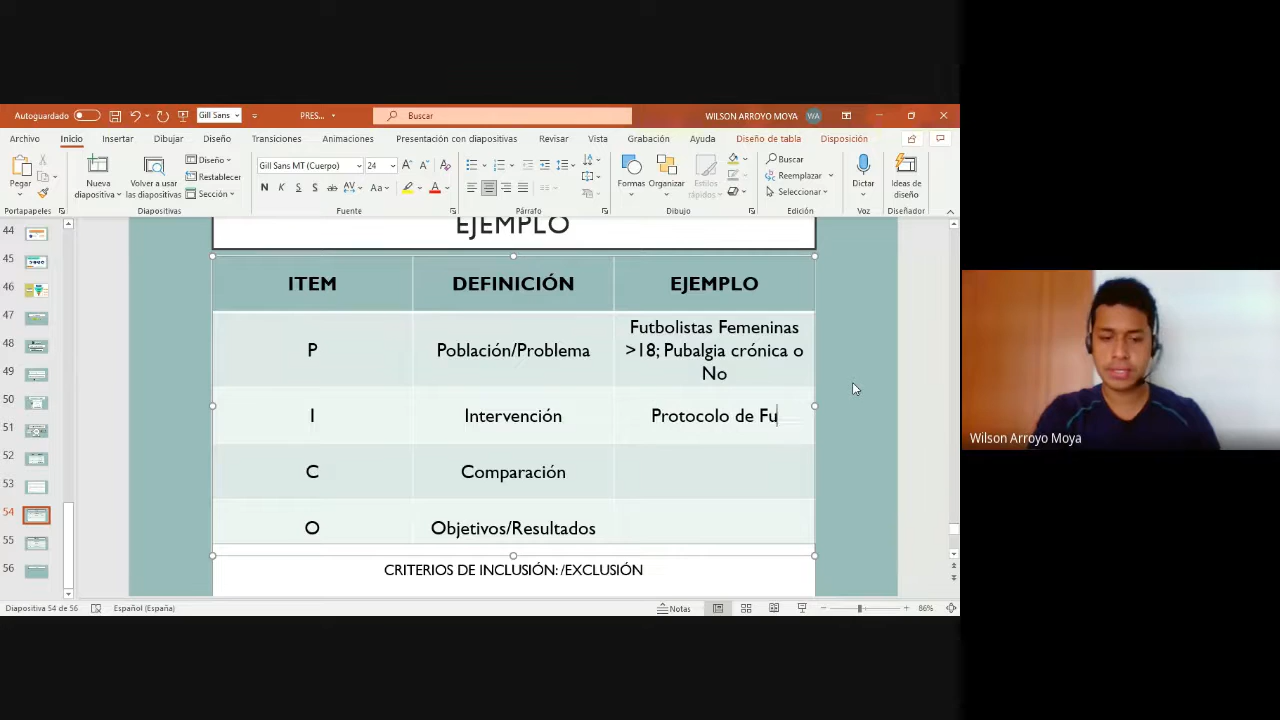 Autoguardado
Gill Sans
PRES...
Buscar
WILSON ARROYO MOYA
WA
Archivo
Inicio
Insertar
Dibujar
Diseño
Transiciones
Animaciones
Presentación con diapositivas
Revisar
Vista
Grabación
Ayuda
Diseño de tabla
Disposición
Pegar
Nueva
diapositiva
Volver a usar
las diapositivas
Diseño
Restablecer
Sección
Gill Sans MT (Cuerpo)
24
N K S S ab AV Aa A
Formas
Organizar
Estilos
rápidos
Buscar
Reemplazar
Seleccionar
Dictar
Ideas de
diseño
Portapapeles
Diapositivas
Fuente
Párrafo
Dibujo
Edición
Voz
Diseñador
44
45
46
47
48
49
50
51
52
53
54
55
56
EJEMPLO
ITEM DEFINICIÓN EJEMPLO
P Población/Problema Futbolistas Femeninas
>18; Pubalgia crónica o
No
I Intervención Protocolo de Fu
C Comparación
O Objetivos/Resultados
CRITERIOS DE INCLUSIÓN: /EXCLUSIÓN
Diapositiva 54 de 56
Español (España)
Notas
86%
Wilson Arroyo Moya